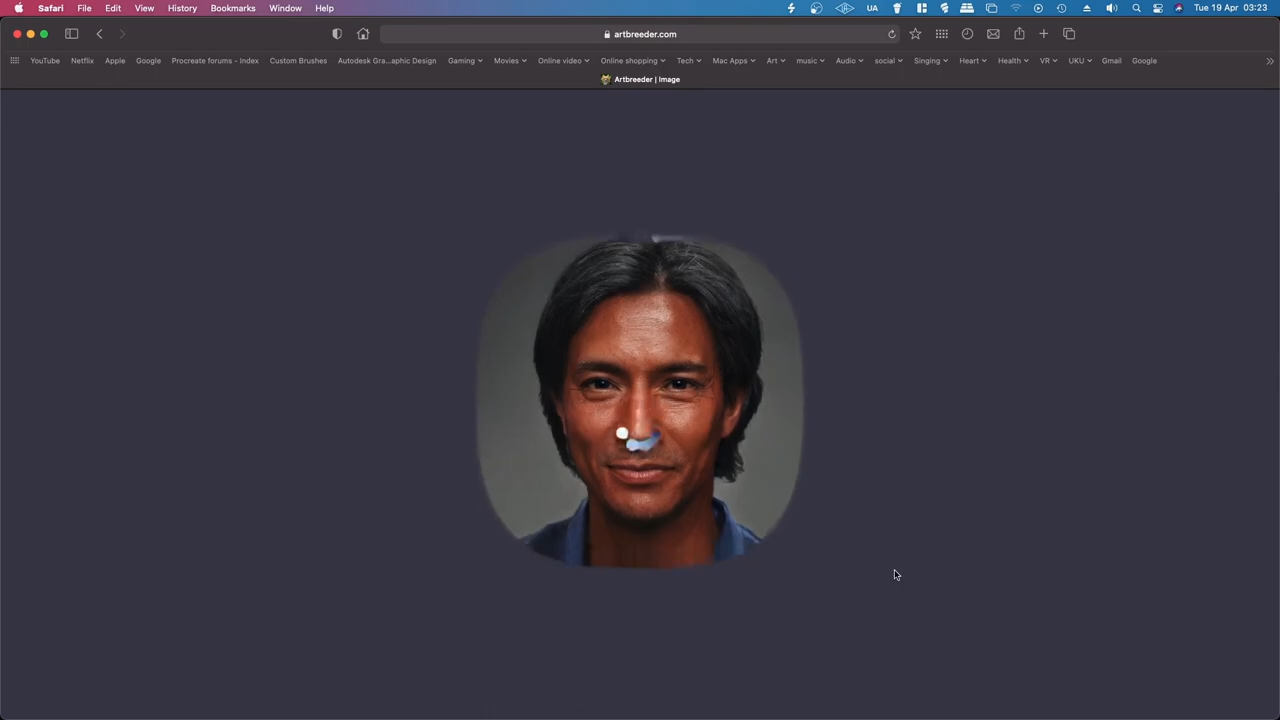 Safari File Edit View History Bookmarks Window Help UA Tue 19 Apr 03:23
artbreeder.com
YouTube Netflix Apple Google Procreate forums - Index Custom Brushes Autodesk Gra...aphic Design Gaming Movies Online video Online shopping Tech Mac Apps Art music Audio social Singing Heart Health VR UKU Gmail Google
Artbreeder | Image